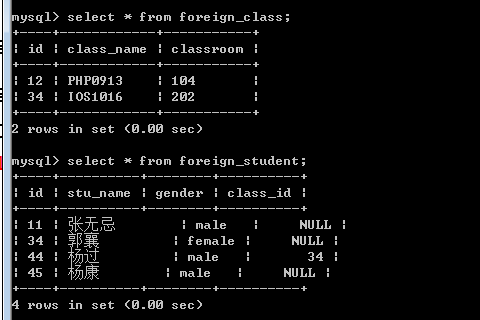 mysql> select * from foreign_class;
+----+------------+-----------+
| id | class_name | classroom |
+----+------------+-----------+
| 12 | PHP0913    | 104       |
| 34 | IOS1016    | 202       |
+----+------------+-----------+
2 rows in set (0.00 sec)
mysql> select * from foreign_student;
+----+----------+--------+----------+
| id | stu_name | gender | class_id |
+----+----------+--------+----------+
| 11 | 张无忌 | male | NULL |
| 34 | 郭襄 | female | NULL |
| 44 | 杨过 | male | 34 |
| 45 | 杨康 | male | NULL |
+----+----------+--------+----------+
4 rows in set (0.00 sec)